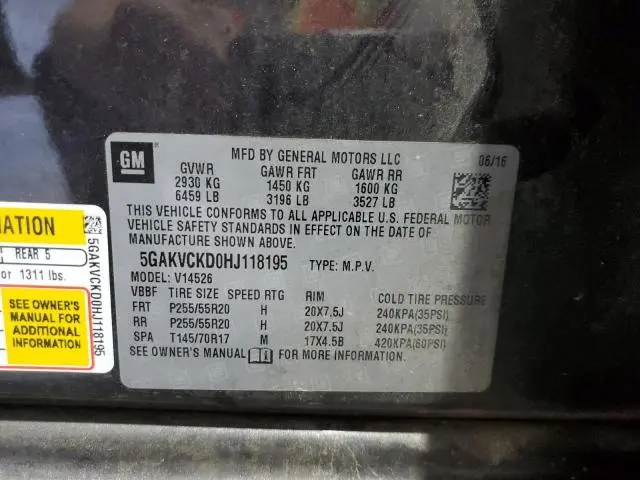 GM
MFD BY GENERAL MOTORS LLC 06/16
GVWR GAWR FRT GAWR RR
2930 KG 1450 KG 1600 KG
6459 LB 3196 LB 3527 LB
THIS VEHICLE CONFORMS TO ALL APPLICABLE U.S. FEDERAL MOTOR
VEHICLE SAFETY STANDARDS IN EFFECT ON THE DATE OF
MANUFACTURE SHOWN ABOVE.
5GAKVCKD0HJ118195 TYPE: M.P.V.
MODEL: V14526
VBBF TIRE SIZE SPEED RTG RIM COLD TIRE PRESSURE
FRT P255/55R20 H 20X7.5J 240KPA(35PSI)
RR P255/55R20 H 20X7.5J 240KPA(35PSI)
SPA T145/70R17 M 17X4.5B 420KPA(60PSI)
SEE OWNER'S MANUAL FOR MORE INFORMATION.
MATION
REAR 5
or 1311 lbs.
SEE OWNER'S
MANUAL FOR
ADDITIONAL
INFORMATION
5GAKVCKD0HJ118195